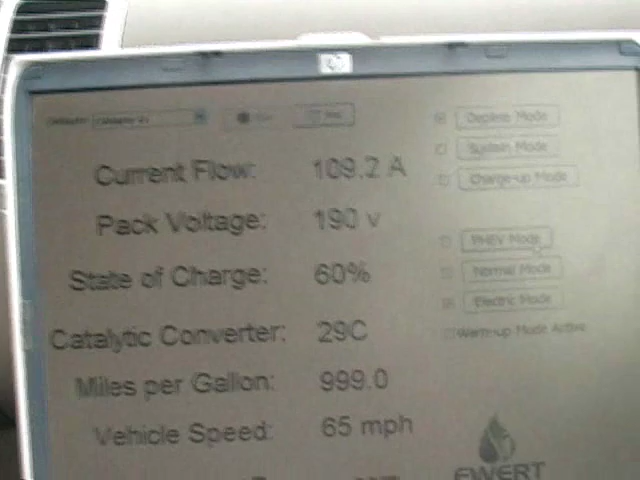 hp
Current Flow: 109.2 A
Pack Voltage: 190 v
State of Charge: 60%
Catalytic Converter: 29C
Miles per Gallon: 999.0
Vehicle Speed: 65 mph
Deplete Mode
Sustain Mode
Charge-up Mode
PHEV Mode
Normal Mode
Electric Mode
Warm-up Mode Active
EWERT